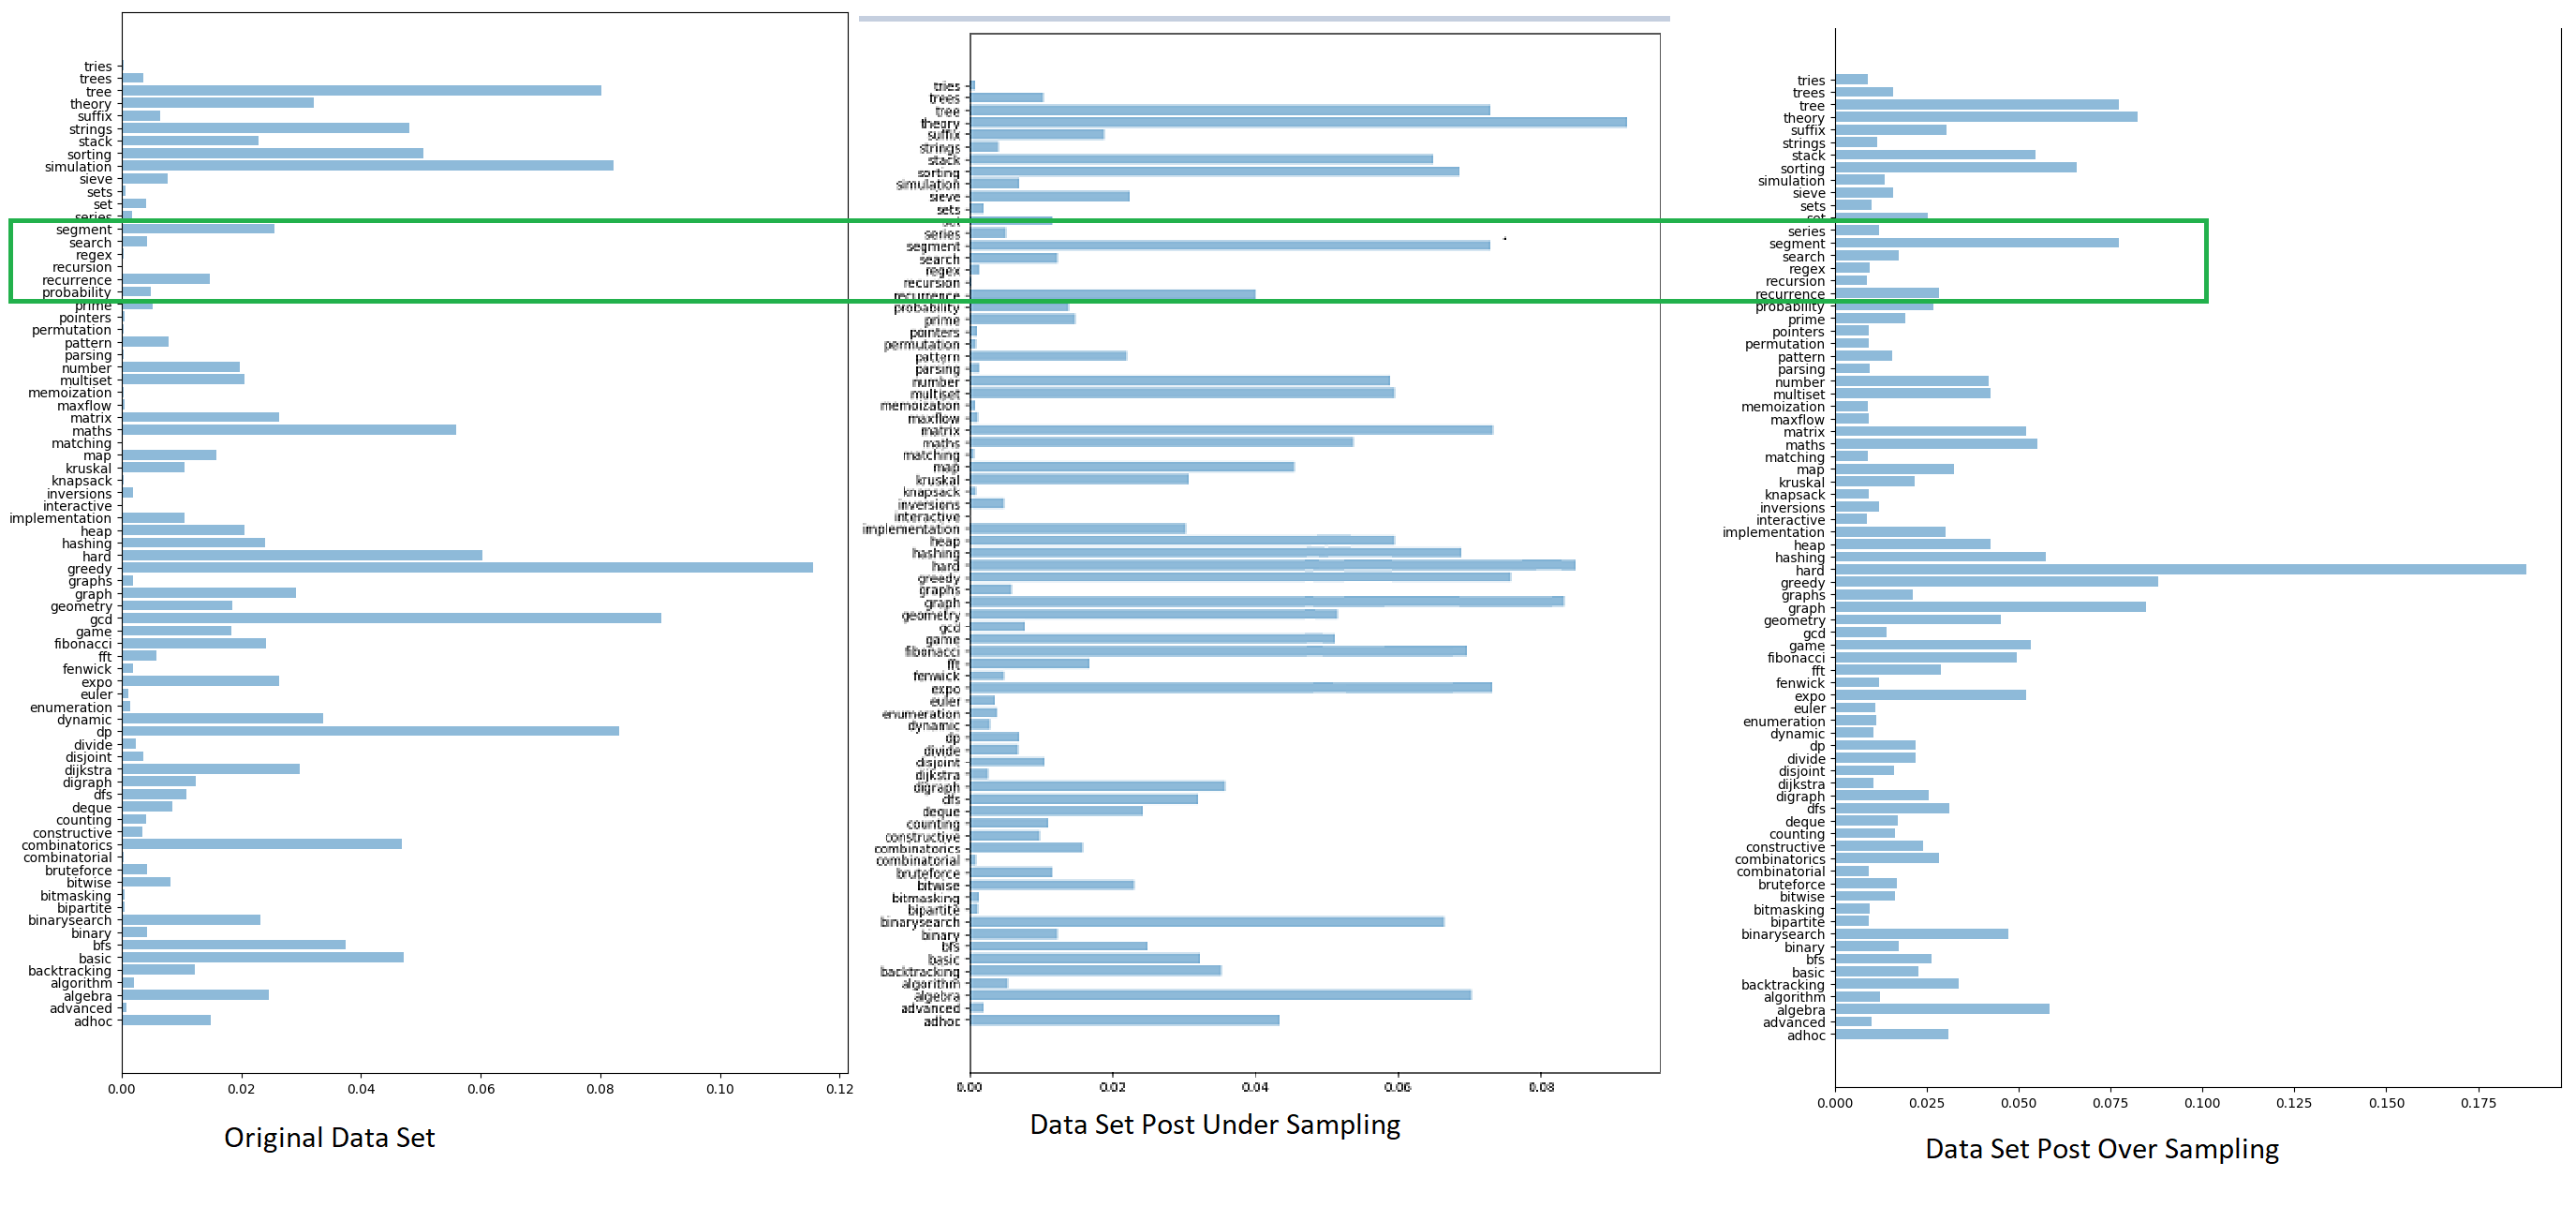 tries
trees
tree
theory
suffix
strings
stack
sorting
simulation
sieve
sets
set
series
segment
search
regex
recursion
recurrence
probability
prime
pointers
permutation
pattern
parsing
number
multiset
memoization
maxflow
matrix
maths
matching
map
kruskal
knapsack
inversions
interactive
implementation
heap
hashing
hard
greedy
graphs
graph
geometry
gcd
game
fibonacci
fft
fenwick
expo
euler
enumeration
dynamic
dp
divide
disjoint
dijkstra
digraph
dfs
deque
counting
constructive
combinatorics
combinatorial
bruteforce
bitwise
bitmasking
bipartite
binarysearch
binary
bfs
basic
backtracking
algorithm
algebra
advanced
adhoc
0.00 0.02 0.04 0.06 0.08 0.10 0.12
Original Data Set
tries
trees
tree
theory
suffix
strings
stack
sorting
simulation
sieve
sets
set
series
segment
search
regex
recursion
recurrence
probability
prime
pointers
permutation
pattern
parsing
number
multiset
memoization
maxflow
matrix
maths
matching
map
kruskal
knapsack
inversions
interactive
implementation
heap
hashing
hard
greedy
graphs
graph
geometry
gcd
game
fibonacci
fft
fenwick
expo
euler
enumeration
dynamic
dp
divide
disjoint
dijkstra
digraph
dfs
deque
counting
constructive
combinatorics
combinatorial
bruteforce
bitwise
bitmasking
bipartite
binarysearch
binary
bfs
basic
backtracking
algorithm
algebra
advanced
adhoc
0.00 0.02 0.04 0.06 0.08
Data Set Post Under Sampling
tries
trees
tree
theory
suffix
strings
stack
sorting
simulation
sieve
sets
set
series
segment
search
regex
recursion
recurrence
probability
prime
pointers
permutation
pattern
parsing
number
multiset
memoization
maxflow
matrix
maths
matching
map
kruskal
knapsack
inversions
interactive
implementation
heap
hashing
hard
greedy
graphs
graph
geometry
gcd
game
fibonacci
fft
fenwick
expo
euler
enumeration
dynamic
dp
divide
disjoint
dijkstra
digraph
dfs
deque
counting
constructive
combinatorics
combinatorial
bruteforce
bitwise
bitmasking
bipartite
binarysearch
binary
bfs
basic
backtracking
algorithm
algebra
advanced
adhoc
0.000 0.025 0.050 0.075 0.100 0.125 0.150 0.175
Data Set Post Over Sampling